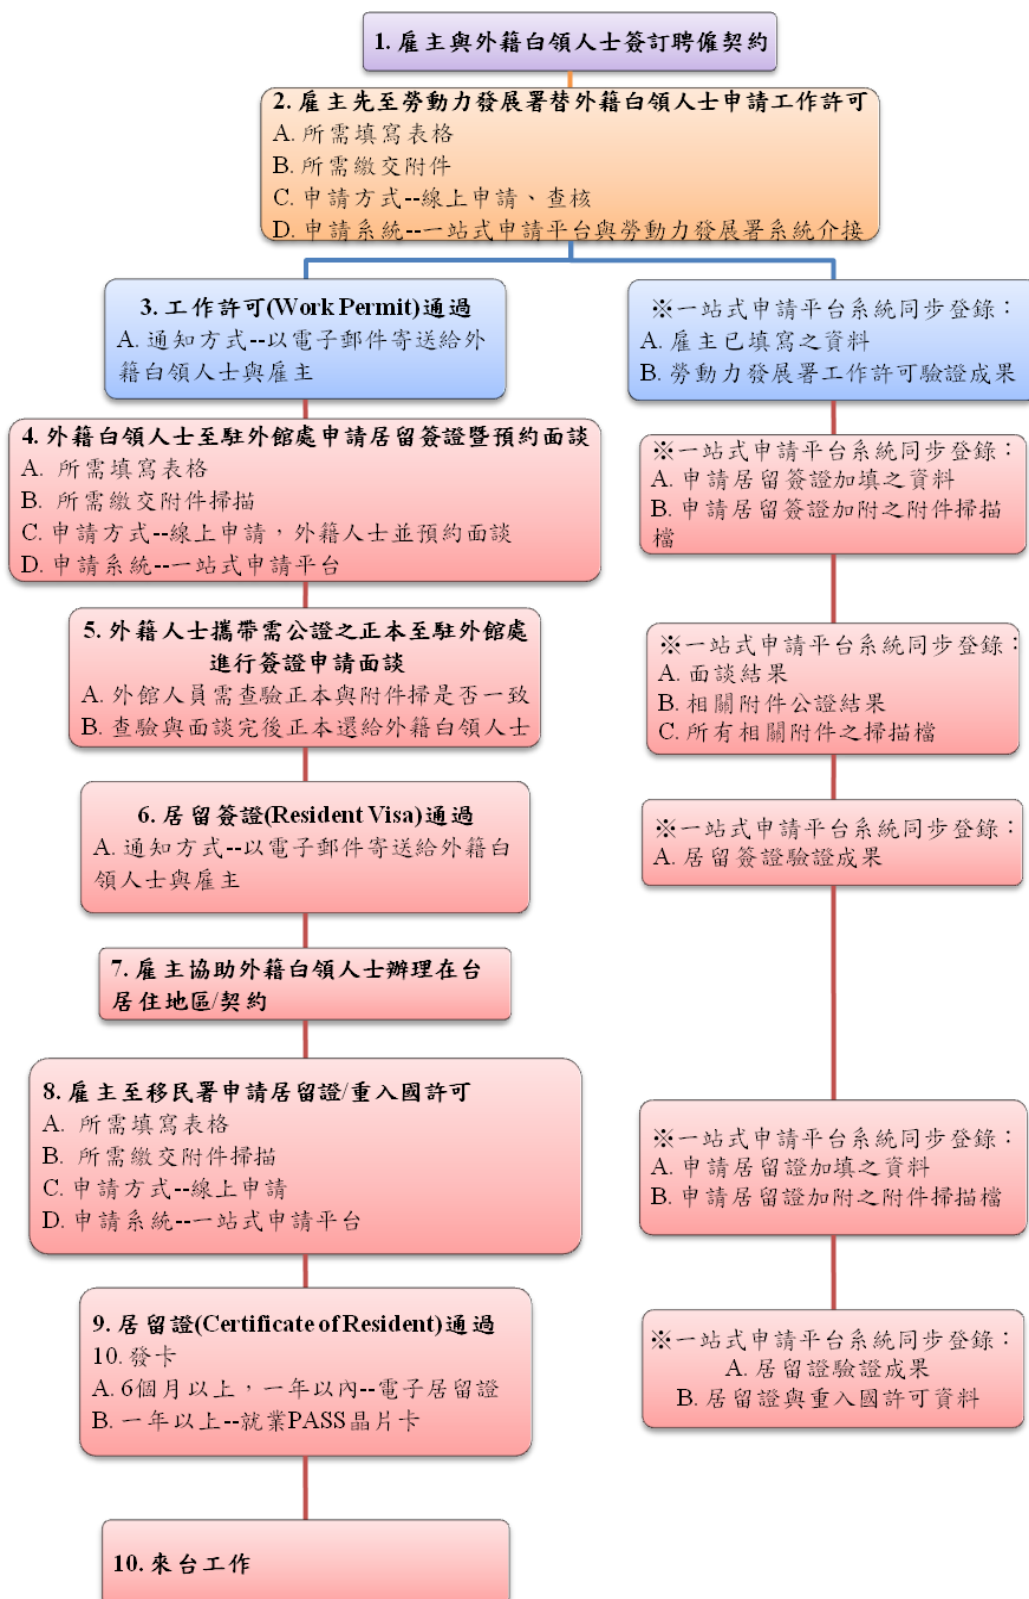 1. 雇主與外籍白領人士簽訂聘僱契約
2. 雇主先至勞動力發展署替外籍白領人士申請工作許可
A. 所需填寫表格
B. 所需繳交附件
C. 申請方式--線上申請、查核
D. 申請系統--一站式申請平台與勞動力發展署系統介接
3. 工作許可(Work Permit)通過
A. 通知方式--以電子郵件寄送給外
籍白領人士與雇主
※一站式申請平台系統同步登錄：
A. 雇主已填寫之資料
B. 勞動力發展署工作許可驗證成果
4. 外籍白領人士至駐外館處申請居留簽證暨預約面談
A. 所需填寫表格
B. 所需繳交附件掃描
C. 申請方式--線上申請，外籍人士並預約面談
D. 申請系統--一站式申請平台
※一站式申請平台系統同步登錄：
A. 申請居留簽證加填之資料
B. 申請居留簽證加附之附件掃描
檔
5. 外籍人士攜帶需公證之正本至駐外館處
進行簽證申請面談
A. 外館人員需查驗正本與附件掃是否一致
B. 查驗與面談完後正本還給外籍白領人士
※一站式申請平台系統同步登錄：
A. 面談結果
B. 相關附件公證結果
C. 所有相關附件之掃描檔
6. 居留簽證(Resident Visa)通過
A. 通知方式--以電子郵件寄送給外籍白
領人士與雇主
※一站式申請平台系統同步登錄：
A. 居留簽證驗證成果
7. 雇主協助外籍白領人士辦理在台
居住地區/契約
8. 雇主至移民署申請居留證/重入國許可
A. 所需填寫表格
B. 所需繳交附件掃描
C. 申請方式--線上申請
D. 申請系統--一站式申請平台
※一站式申請平台系統同步登錄：
A. 申請居留證加填之資料
B. 申請居留證加附之附件掃描檔
9. 居留證(Certificate of Resident)通過
10. 發卡
A. 6個月以上，一年以內--電子居留證
B. 一年以上--就業PASS晶片卡
※一站式申請平台系統同步登錄：
A. 居留證驗證成果
B. 居留證與重入國許可資料
10. 來台工作